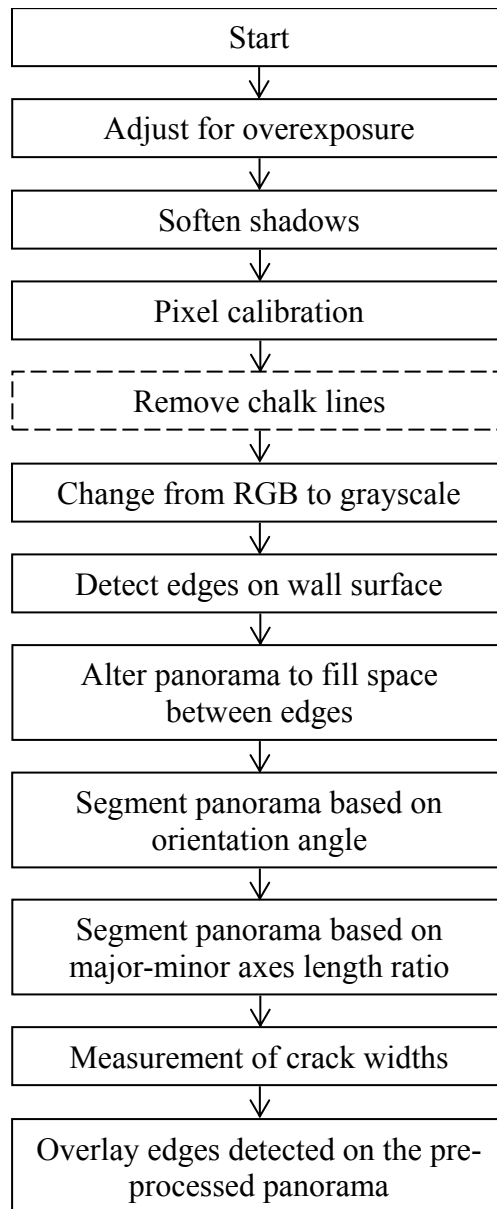 Start
Adjust for overexposure
Soften shadows
Pixel calibration
Remove chalk lines
Change from RGB to grayscale
Detect edges on wall surface
Alter panorama to fill space
between edges
Segment panorama based on
orientation angle
Segment panorama based on
major-minor axes length ratio
Measurement of crack widths
Overlay edges detected on the pre-
processed panorama